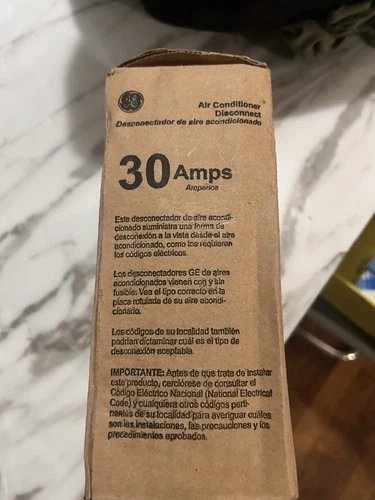 GE
Air Conditioner
Disconnect
Desconectador de aire acondicionado
30 Amps
Amperios
Este desconectador de aire acondi-
cionado suministra una forma de
desconexión a la vista desde el aire
acondicionado, como los requieren
los códigos eléctricos.
Los desconectadores GE de aires
acondicionados vienen con y sin
fusible. Vea el tipo correcto en la
placa rotulada de su aire acondi-
cionado.
Los códigos de su localidad también
podrían dictaminar cuál es el tipo de
desconexión aceptable.
IMPORTANTE: Antes de que trate de instalar
este producto, cerciórese de consultar el
Código Eléctrico Nacional (National Electrical
Code) y cualquiera otros códigos perti-
nentes de su localidad para averiguar cuáles
son las instalaciones, las precauciones y los
procedimientos aprobados.